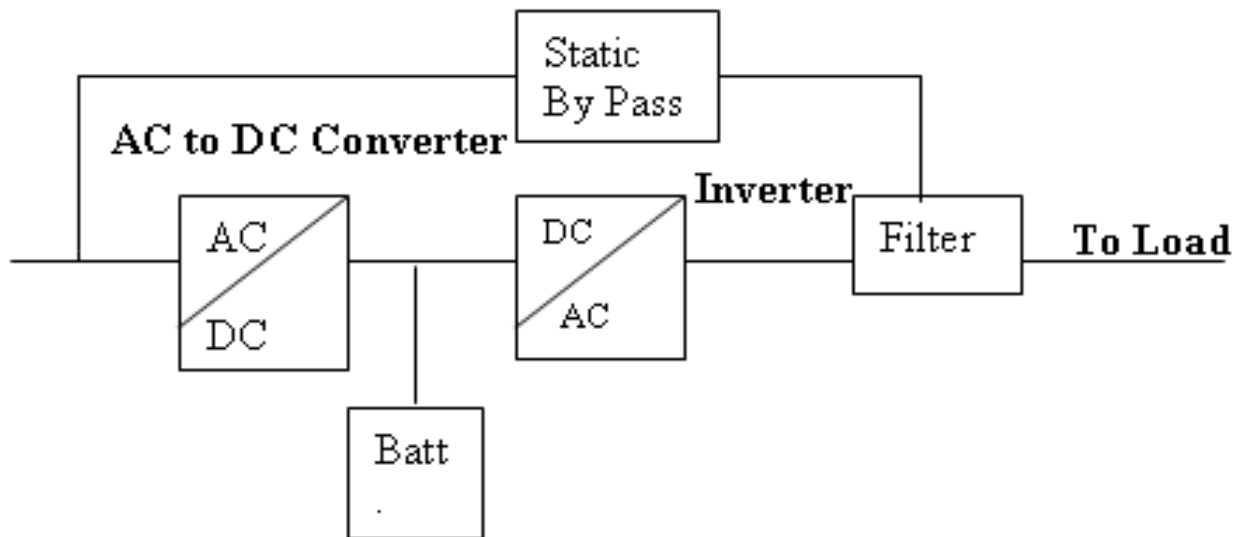 Static
By Pass
AC to DC Converter
Inverter
AC
DC
DC
AC
Filter
To Load
Batt
.